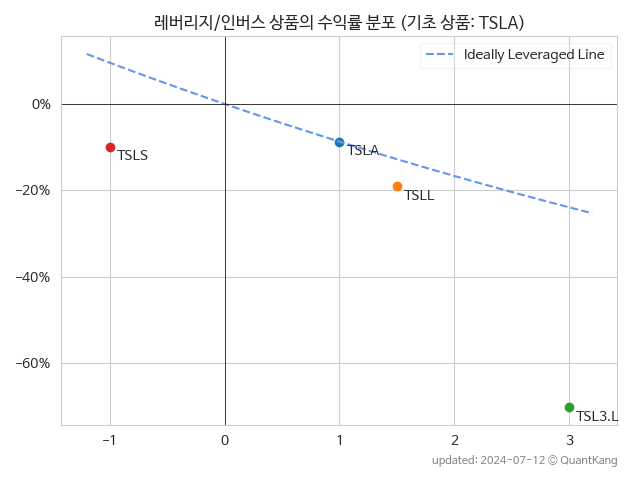 레버리지/인버스 상품의 수익률 분포 (기초 상품: TSLA)
Ideally Leveraged Line
0%
TSLS
TSLA
−20%
TSLL
−40%
−60%
TSL3.L
−1 0 1 2 3
updated: 2024-07-12 © QuantKang